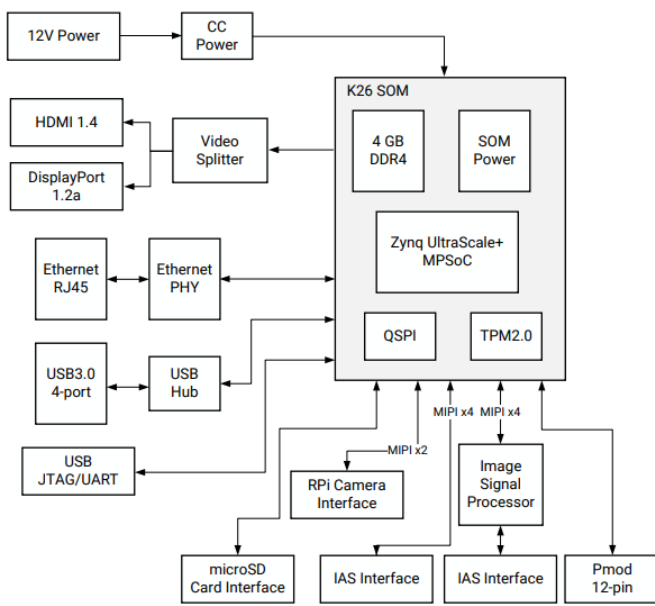 12V Power
CC
Power
K26 SOM
HDMI 1.4
Video
Splitter
4 GB
DDR4
SOM
Power
DisplayPort
1.2a
Zynq UltraScale+
MPSoC
Ethernet
RJ45
Ethernet
PHY
QSPI
TPM2.0
USB3.0
4-port
USB
Hub
MIPI x4
MIPI x4
MIPI x2
USB
JTAG/UART
RPi Camera
Interface
Image
Signal
Processor
microSD
Card Interface
IAS Interface
IAS Interface
Pmod
12-pin